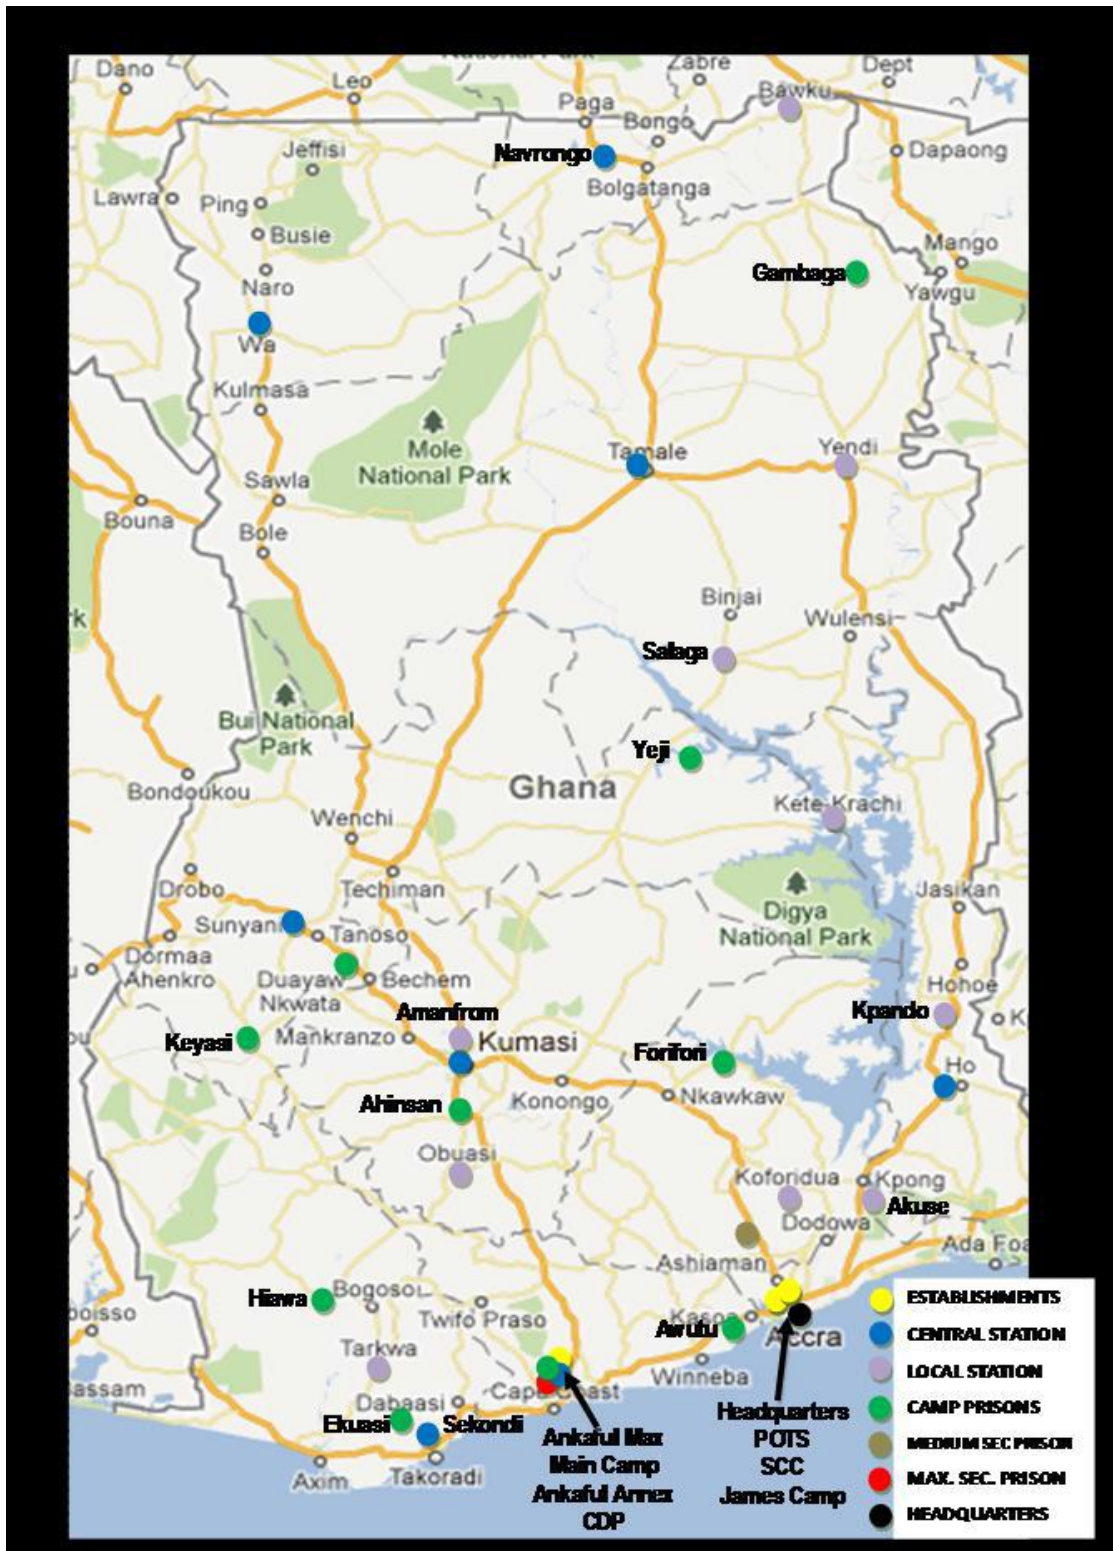 National Park
Dano
Leo
Zabre
Dept
Paga
Bawku
Bongo
Jeffisi
Navrongo
Dapaong
Bolgatanga
Lawra
Ping
Busie
Mango
Gambaga
Naro
Yawgu
Wa
Kulmasa
Mole
National Park
Tamale
Yendi
Sawla
Bouna
Bole
Binjai
rk
Wulensi
Salaga
Bui National
Park
Yeji
Ghana
Bondoukou
Kete-Krachi
Wenchi
Drobo
Techiman
Jasikan
Digya
National Park
Sunyani
Tanoso
Dormaa
Ahenkro
Duayaw
Nkwata
Bechem
Hohoe
Amanfrom
Kpando
Keyasi
Mankranzo
Kumasi
Forifori
Ho
Ahinsan
Konongo
Nkawkaw
Obuasi
Koforidua
Kpong
Akuse
Dodowa
Ada Foa
Ashiaman
Hiawa
Bogoso
Twifo Praso
Kasoa
Awutu
Accra
boisso
Tarkwa
Winneba
assam
Dabaasi
Cape Coast
Ekuasi
Sekondi
Axim
Takoradi
Ankaful Max
Main Camp
Ankaful Annex
CDP
Headquarters
POTS
SCC
James Camp
ESTABLISHMENTS
CENTRAL STATION
LOCAL STATION
CAMP PRISONS
MEDIUM SEC PRISON
MAX. SEC. PRISON
HEADQUARTERS